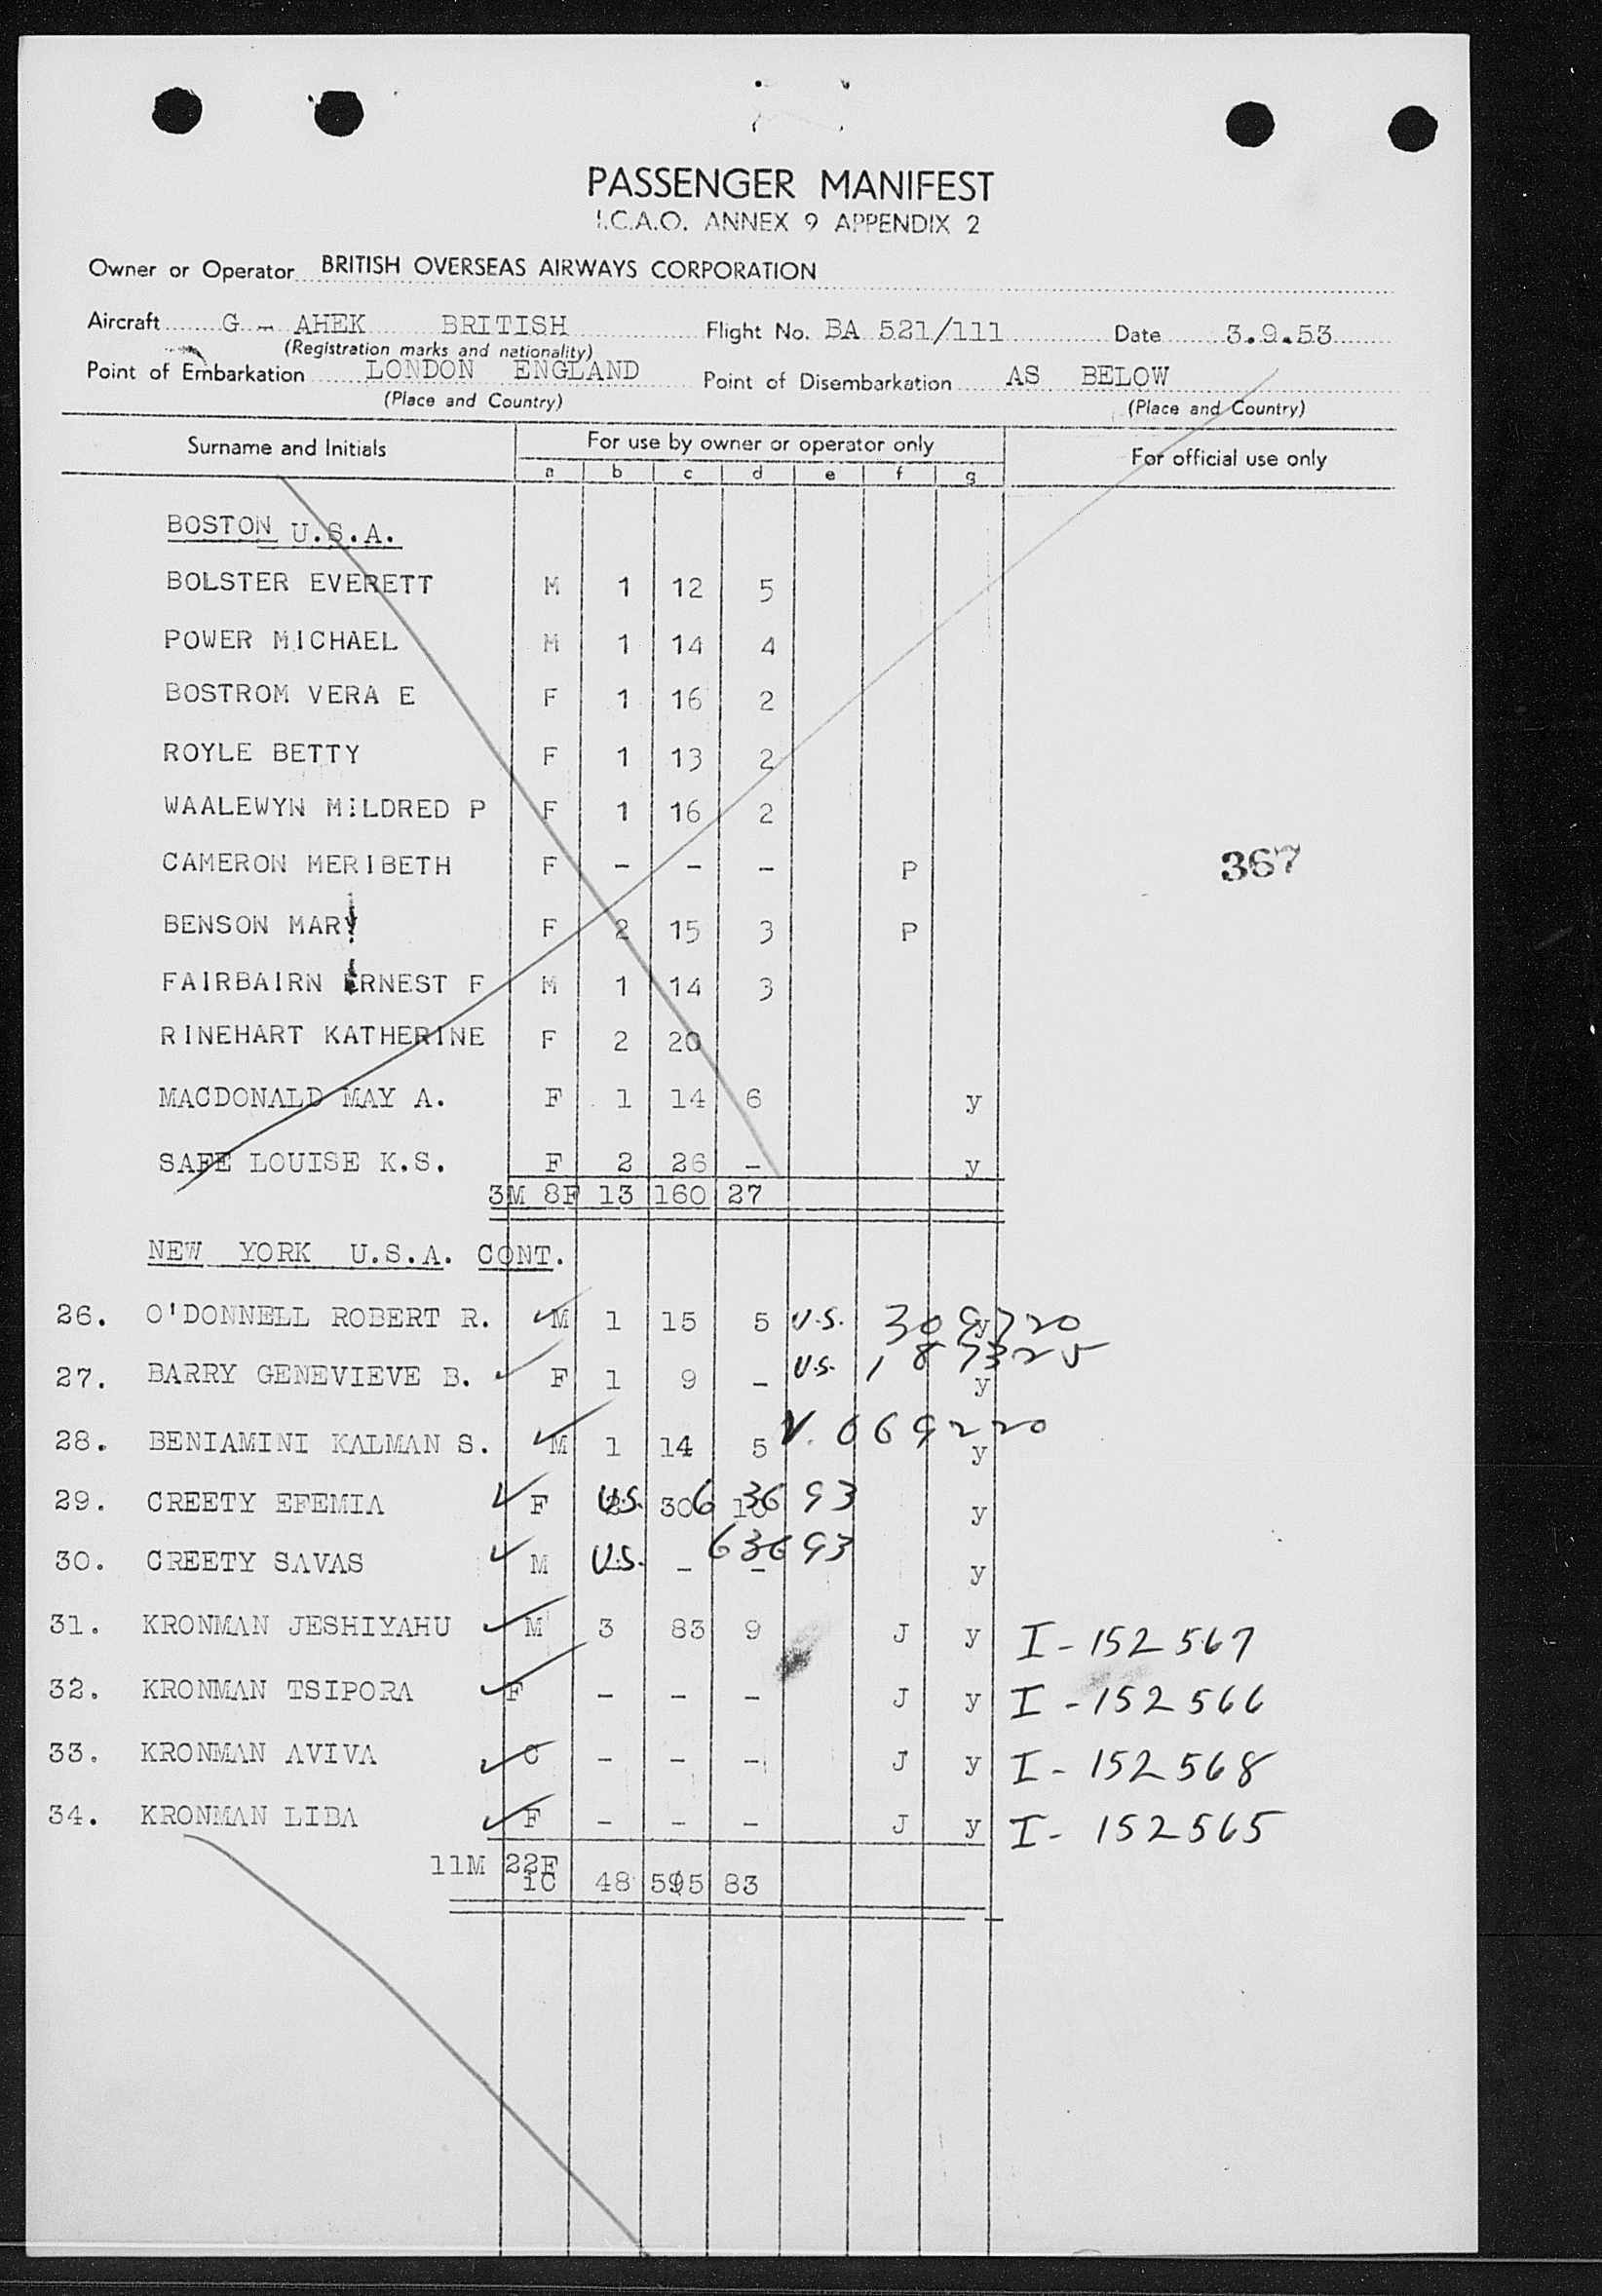 PASSENGER MANIFEST
I.C.A.O. ANNEX 9 APPENDIX 2
Owner or Operator BRITISH OVERSEAS AIRWAYS CORPORATION
Aircraft G - AHEK BRITISH Flight No. BA 521/111 Date 3.9.53
(Registration marks and nationality)
Point of Embarkation LONDON ENGLAND Point of Disembarkation AS BELOW
(Place and Country) (Place and Country)
Surname and Initials For use by owner or operator only For official use only
a b c d e f g
BOSTON U.S.A.
BOLSTER EVERETT M 1 12 5
POWER MICHAEL M 1 14 4
BOSTROM VERA E F 1 16 2
ROYLE BETTY F 1 13 2
WAALEWYN MILDRED P F 1 16 2
CAMERON MERIBETH F - - - P
367
BENSON MARY F 2 15 3 P
FAIRBAIRN ERNEST F M 1 14 3
RINEHART KATHERINE F 2 20
MACDONALD MAY A. F 1 14 6 y
SAFE LOUISE K.S. F 2 26 - y
3M 8F 13 160 27
NEW YORK U.S.A. CONT.
26. O'DONNELL ROBERT R. M 1 15 5 U.S. 309720 y
27. BARRY GENEVIEVE B. F 1 9 - U.S. 187325 y
28. BENIAMINI KALMAN S. M 1 14 5 V. 069220 y
29. CREETY EFEMIA F U.S. 30 10 63693 y
30. CREETY SAVAS M U.S. - - 63693 y
31. KRONMAN JESHIYAHU M 3 83 9 J y I-152567
32. KRONMAN TSIPORA F - - - J y I-152566
33. KRONMAN AVIVA C - - - J y I-152568
34. KRONMAN LIBA F - - - J y I-152565
11M 22F
1C 48 595 83